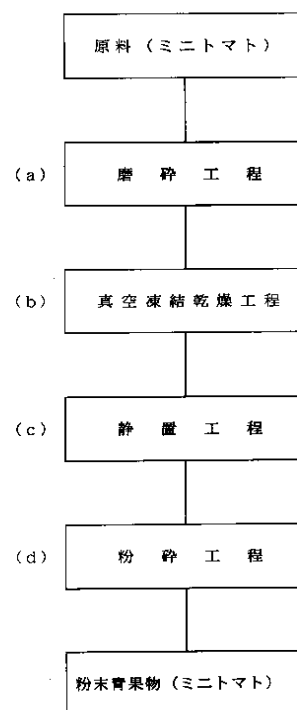 原料（ミニトマト）
（a） 磨砕工程
（b） 真空凍結乾燥工程
（c） 静置工程
（d） 粉砕工程
粉末青果物（ミニトマト）